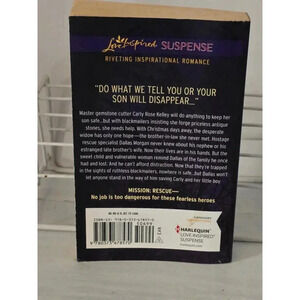 Love Inspired SUSPENSE
RIVETING INSPIRATIONAL ROMANCE
"DO WHAT WE TELL YOU OR YOUR
SON WILL DISAPPEAR..."
Master gemstone cutter Carly Rose Kelley will do anything to keep her
son safe...but with blackmailers insisting she forge priceless antique
stones, she needs help. With Christmas days away, the desperate
widow has only one hope—the brother-in-law she never met. Hostage
rescue specialist Dallas Morgan never knew about his nephew or his
estranged late brother's wife. Now their lives are in his hands. But the
sweet child and vulnerable woman remind Dallas of the family he once
had and lost. And he can't afford distraction. Now that they're trapped
by a snowstorm, the blackmailers insist, nowhere is safe, but Dallas won't
let anyone stand in the way of him saving Carly and her little boy.
MISSION: RESCUE—
No job is too dangerous for these fearless heroes
HARLEQUIN
LOVE INSPIRED
SUSPENSE